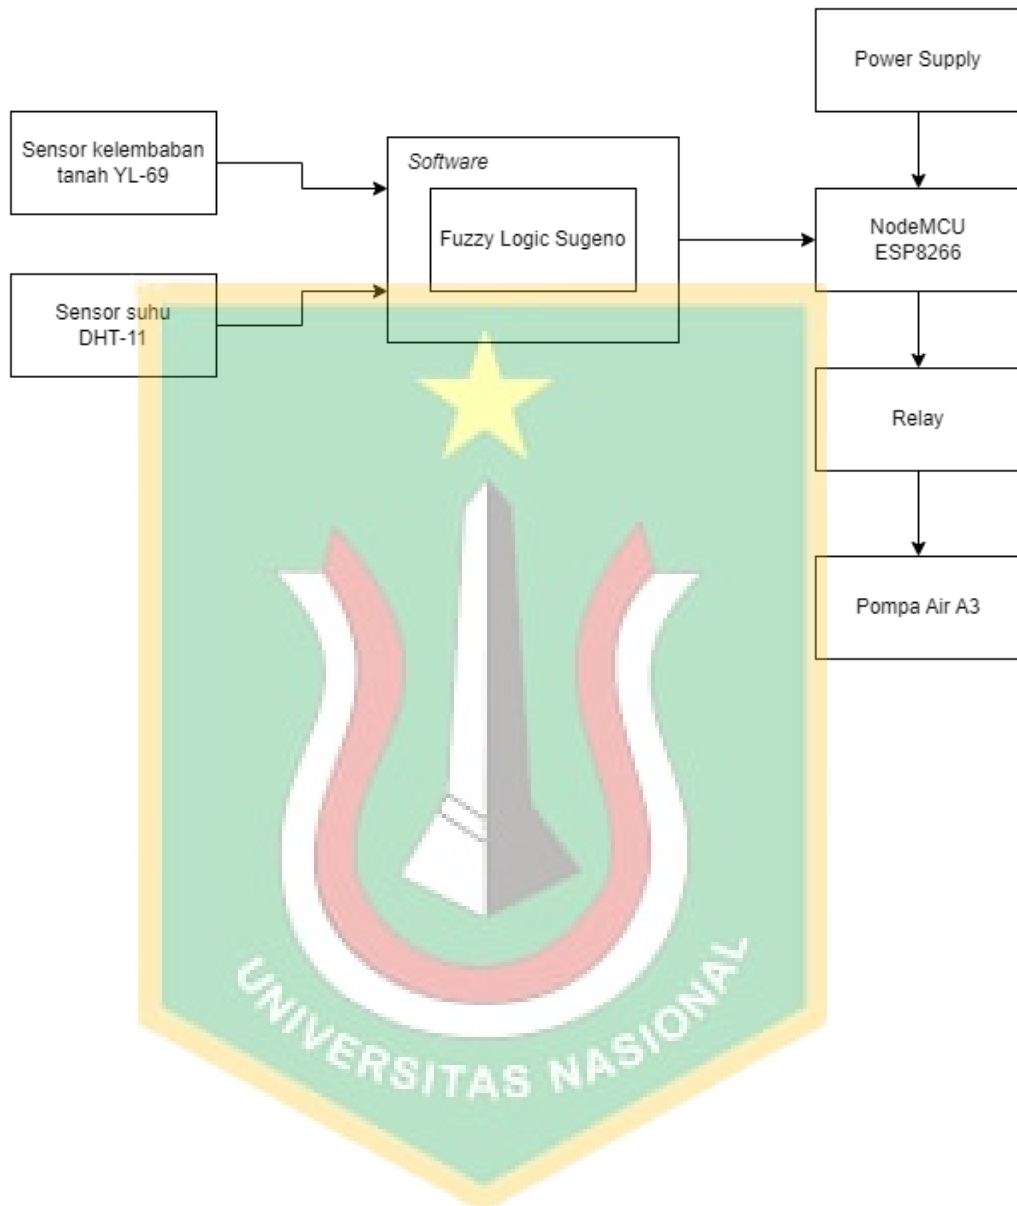 Power Supply
Sensor kelembaban
tanah YL-69
Software
Fuzzy Logic Sugeno
NodeMCU
ESP8266
Sensor suhu
DHT-11
Relay
Pompa Air A3
UNIVERSITAS NASIONAL